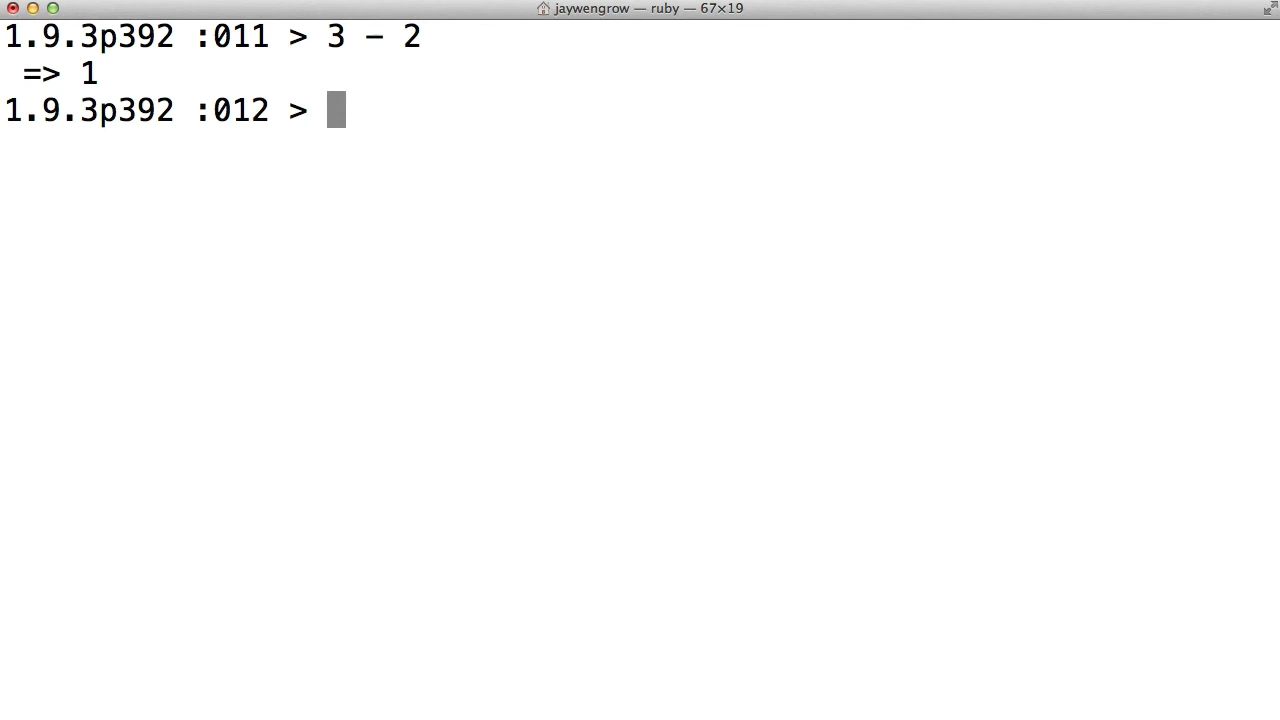 jaywengrow — ruby — 67×19
1.9.3p392 :011 > 3 - 2
 => 1
1.9.3p392 :012 >